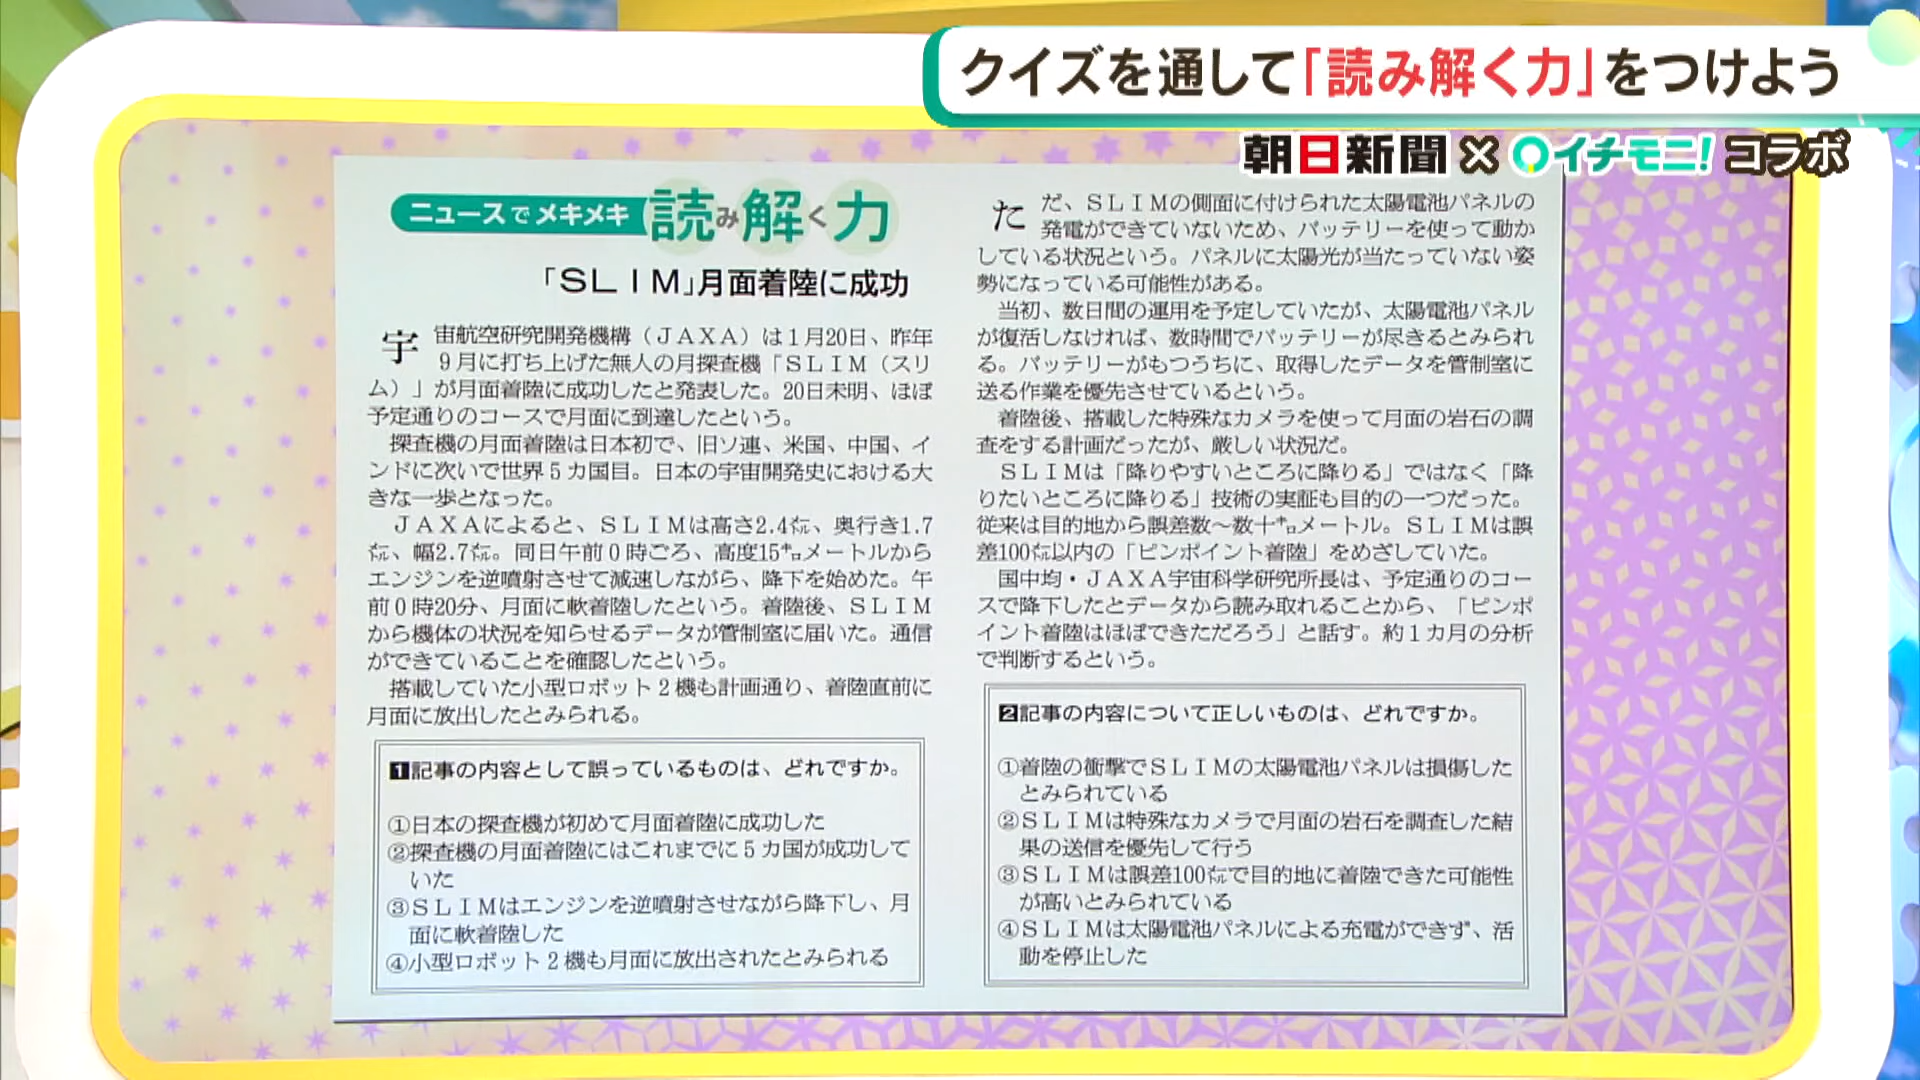 クイズを通して「読み解く力」をつけよう
朝日新聞×イチモニ!コラボ
ニュースでメキメキ 読み解く力
「SLIM」月面着陸に成功
宇宙航空研究開発機構(JAXA)は1月20日、昨年
9月に打ち上げた無人の月探査機「SLIM(スリ
ム)」が月面着陸に成功したと発表した。20日未明、ほぼ
予定通りのコースで月面に到達したという。
探査機の月面着陸は日本初で、旧ソ連、米国、中国、イ
ンドに次いで世界5カ国目。日本の宇宙開発史における大
きな一歩となった。
JAXAによると、SLIMは高さ2.4㍍、奥行き1.7
㍍、幅2.7㍍。同日午前0時ごろ、高度15㌔メートルから
エンジンを逆噴射させて減速しながら、降下を始めた。午
前0時20分、月面に軟着陸したという。着陸後、SLIM
から機体の状況を知らせるデータが管制室に届いた。通信
ができていることを確認したという。
搭載していた小型ロボット2機も計画通り、着陸直前に
月面に放出したとみられる。
1記事の内容として誤っているものは、どれですか。
①日本の探査機が初めて月面着陸に成功した
②探査機の月面着陸にはこれまでに5カ国が成功して
いた
③SLIMはエンジンを逆噴射させながら降下し、月
面に軟着陸した
④小型ロボット2機も月面に放出されたとみられる
ただ、SLIMの側面に付けられた太陽電池パネルの
発電ができていないため、バッテリーを使って動か
している状況という。パネルに太陽光が当たっていない姿
勢になっている可能性がある。
当初、数日間の運用を予定していたが、太陽電池パネル
が復活しなければ、数時間でバッテリーが尽きるとみられ
る。バッテリーがもつうちに、取得したデータを管制室に
送る作業を優先させているという。
着陸後、搭載した特殊なカメラを使って月面の岩石の調
査をする計画だったが、厳しい状況だ。
SLIMは「降りやすいところに降りる」ではなく「降
りたいところに降りる」技術の実証も目的の一つだった。
従来は目的地から誤差数〜数十㌔メートル。SLIMは誤
差100㍍以内の「ピンポイント着陸」をめざしていた。
国中均・JAXA宇宙科学研究所長は、予定通りのコー
スで降下したとデータから読み取れることから、「ピンポ
イント着陸はほぼできただろう」と話す。約1カ月の分析
で判断するという。
2記事の内容について正しいものは、どれですか。
①着陸の衝撃でSLIMの太陽電池パネルは損傷した
とみられている
②SLIMは特殊なカメラで月面の岩石を調査した結
果の送信を優先して行う
③SLIMは誤差100㍍で目的地に着陸できた可能性
が高いとみられている
④SLIMは太陽電池パネルによる充電ができず、活
動を停止した